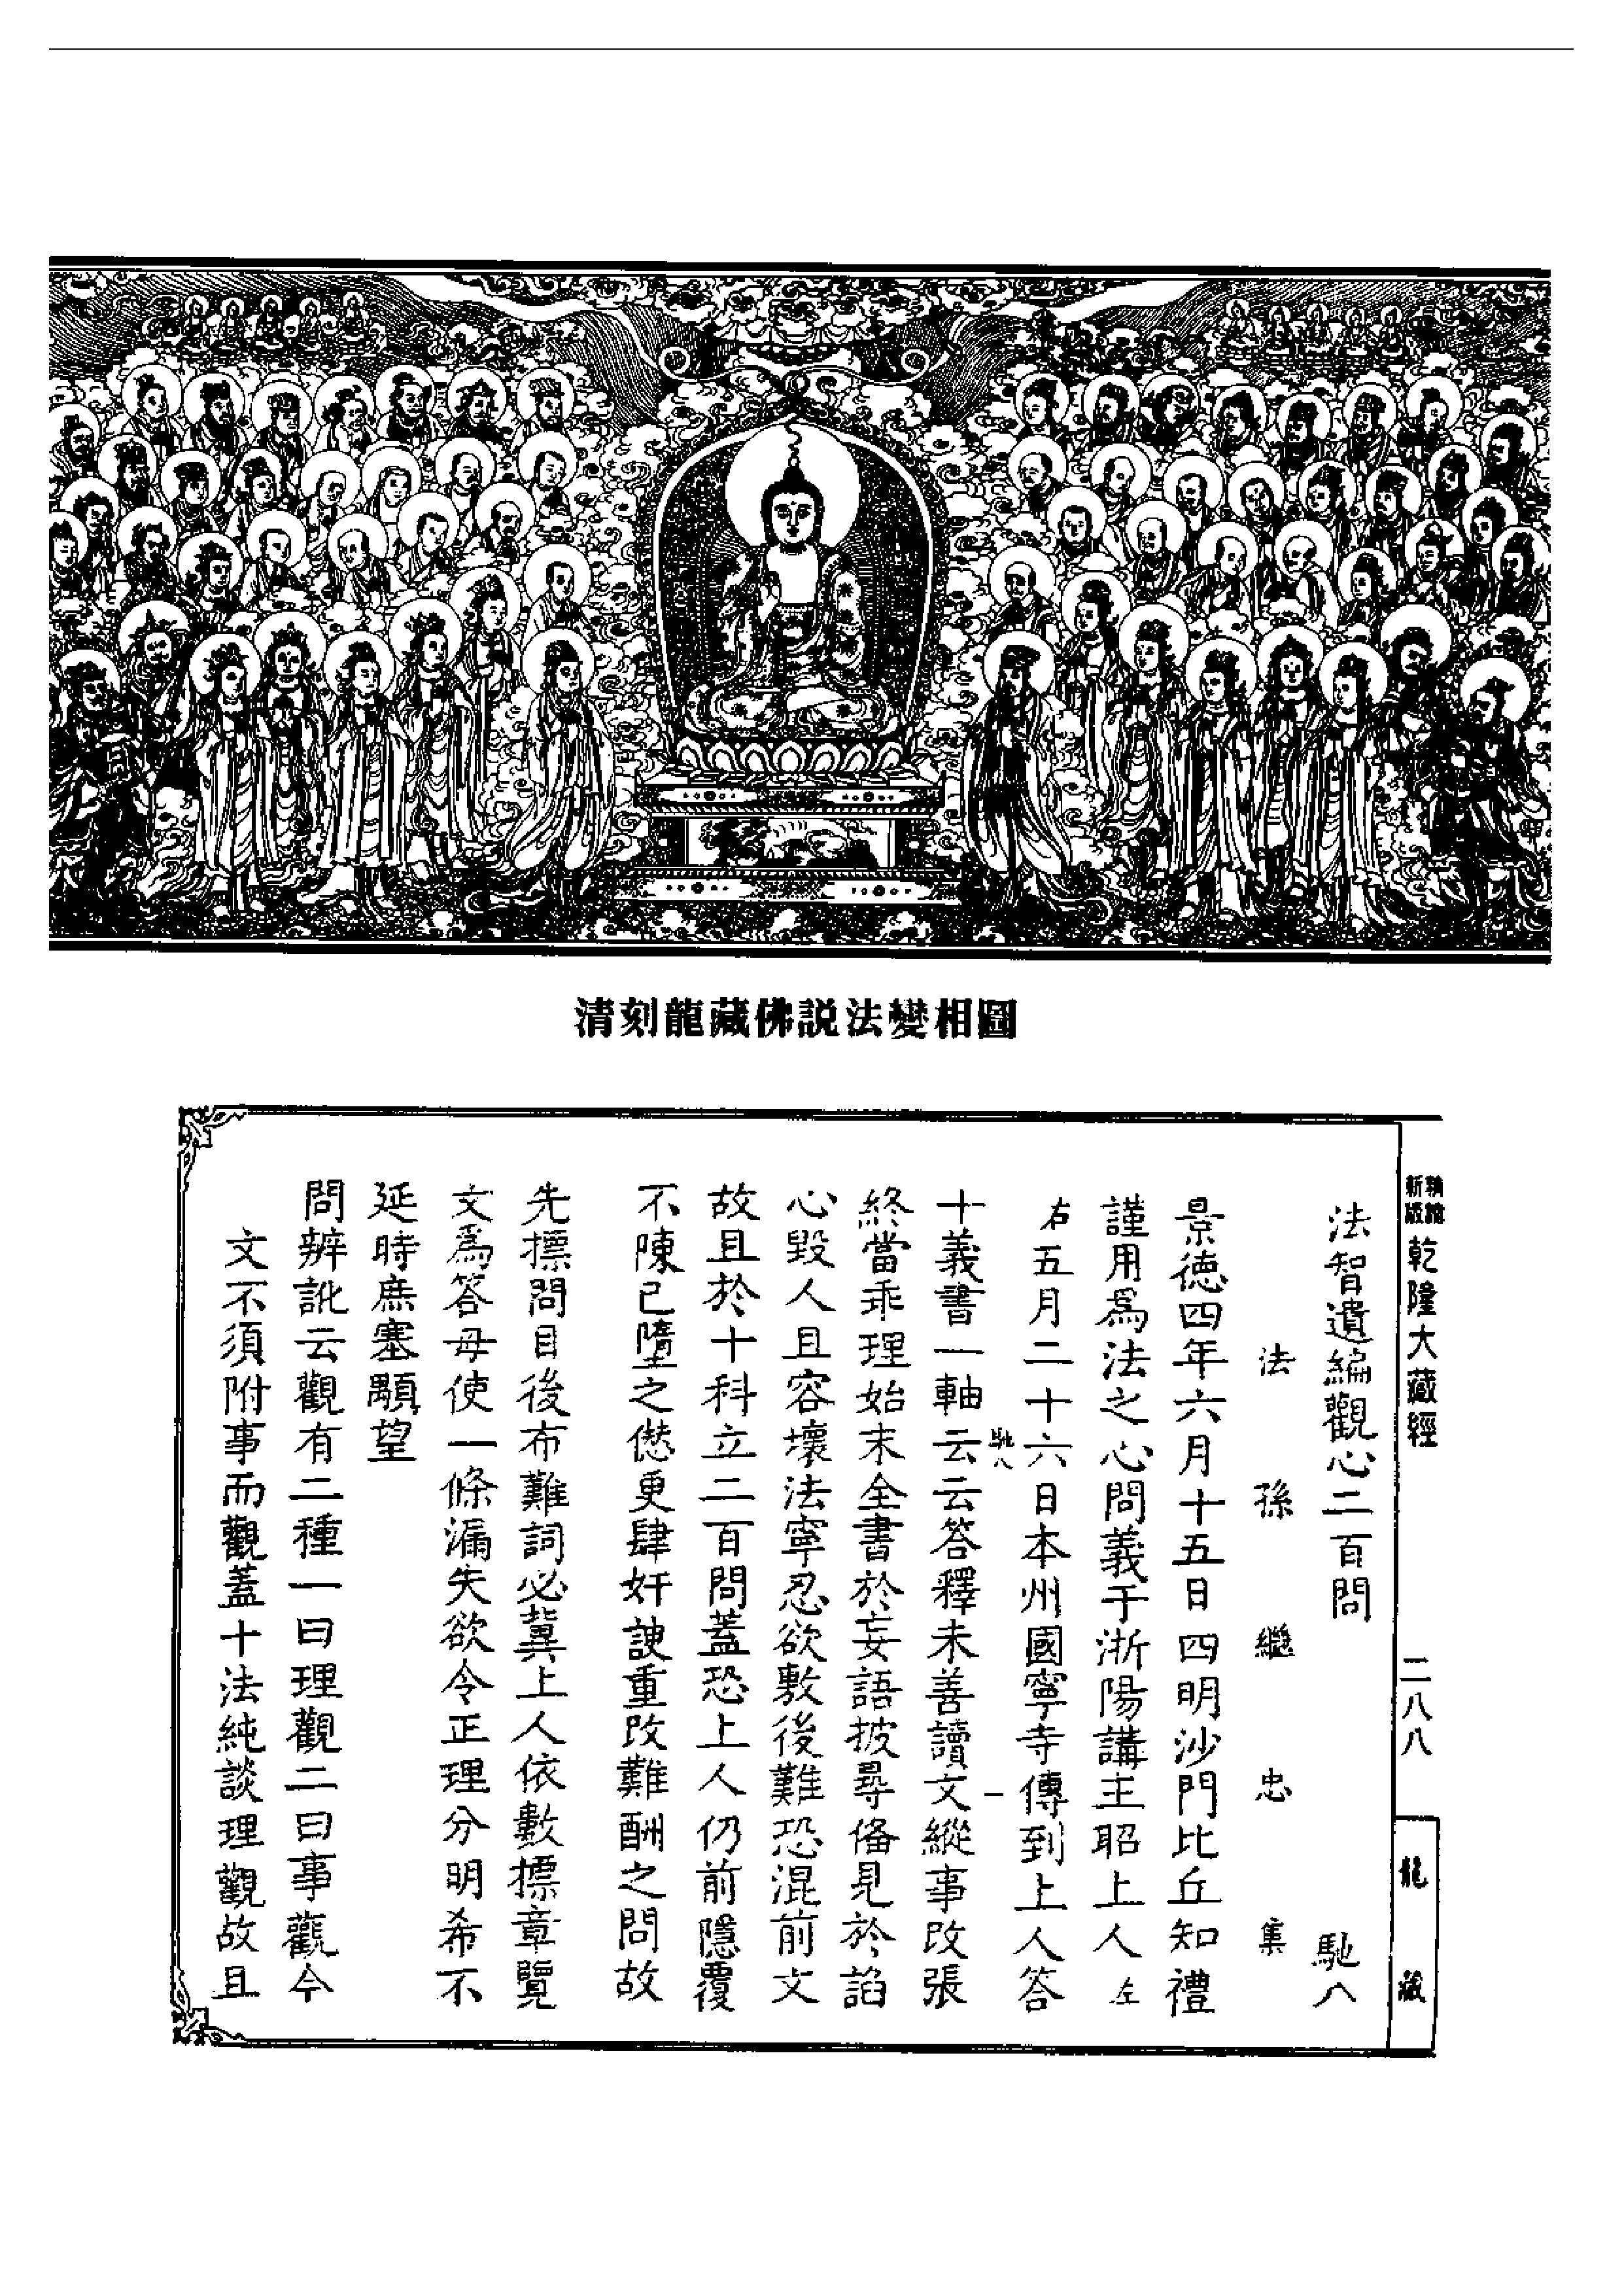 清刻龍藏佛説法變相圖
新版
乾隆大藏經
二八八
龍藏
法智遺編觀心二百問 馳八
法孫繼忠集
景德四年六月十五日四明沙門比丘知禮
謹用爲法之心問義于浙陽講主昭上人左
右五月二十六日本州國寧寺傳到上人答
馳八 一
十義書一軸云云答釋未善讀文縱事改張
終當乖理始末全書於妄語披尋備見於諂
心毀人且容壞法寧忍欲敷後難恐混前文
故且於十科立二百問蓋恐上人仍前隱覆
不陳已墮之愆更肆奸諛重改難酬之問故
先摽問目後布難詞必冀上人依數摽章覽
文爲答毋使一條漏失欲令正理分明希不
延時庶塞顒望
問辨訛云觀有二種一曰理觀二曰事觀今
文不須附事而觀蓋十法純談理觀故且